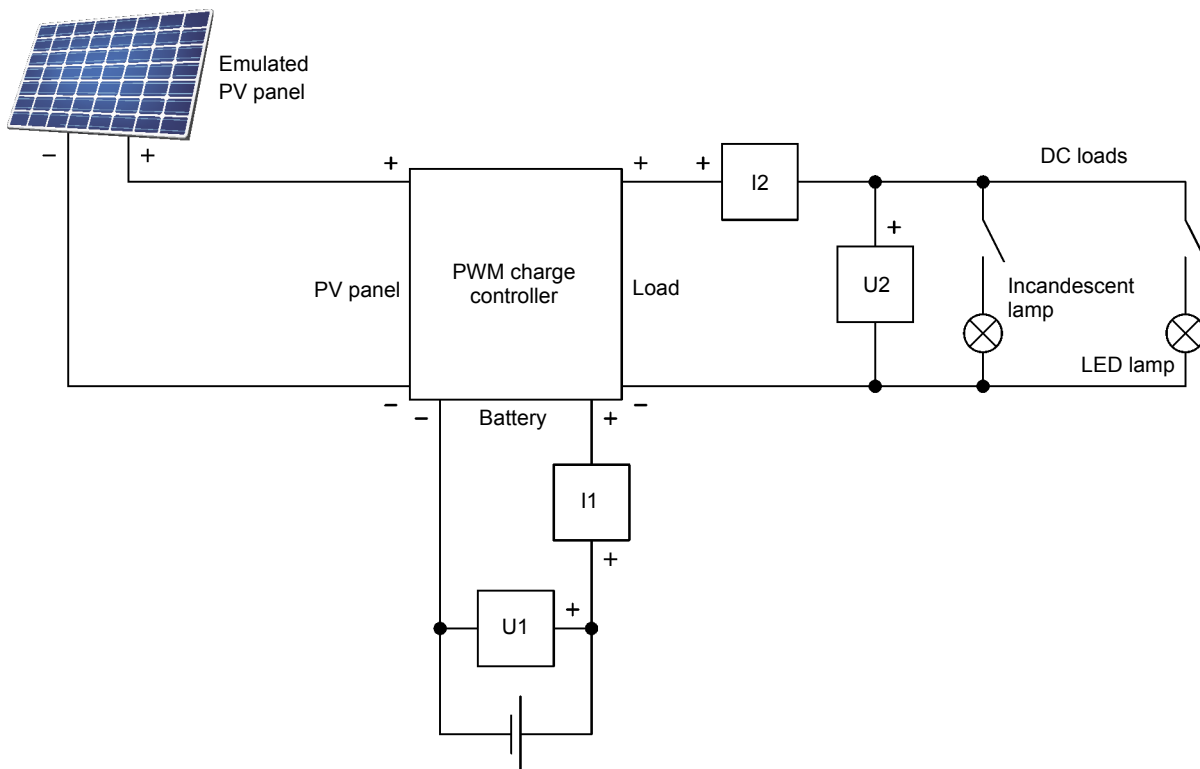 Emulated
PV panel
−
+
+
+
+
I2
DC loads
+
PV panel
PWM charge
controller
Load
U2
Incandescent
lamp
LED lamp
−
−
Battery
+
−
I1
+
U1
+